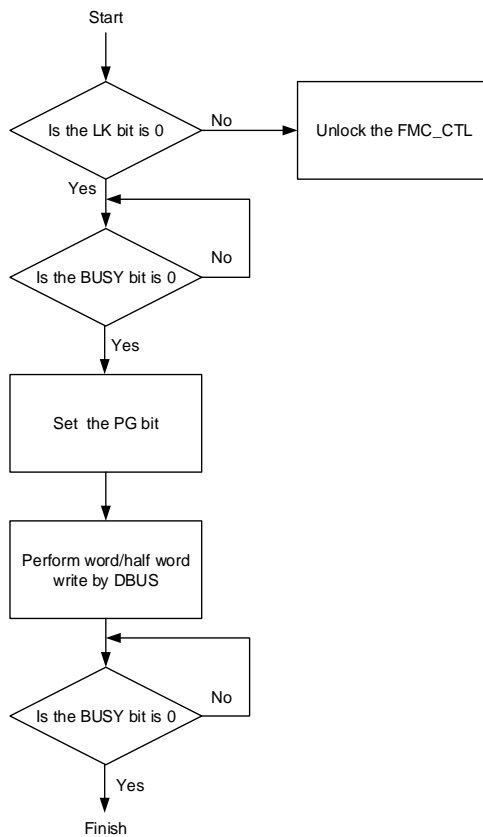 Start
Is the LK bit is 0
No
Unlock the FMC_CTL
Yes
Is the BUSY bit is 0
No
Yes
Set the PG bit
Perform word/half word
write by DBUS
Is the BUSY bit is 0
No
Yes
Finish